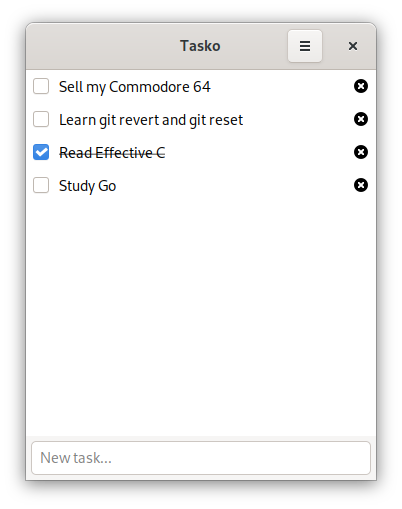 Tasko
Sell my Commodore 64
Learn git revert and git reset
Read Effective C
Study Go
New task...